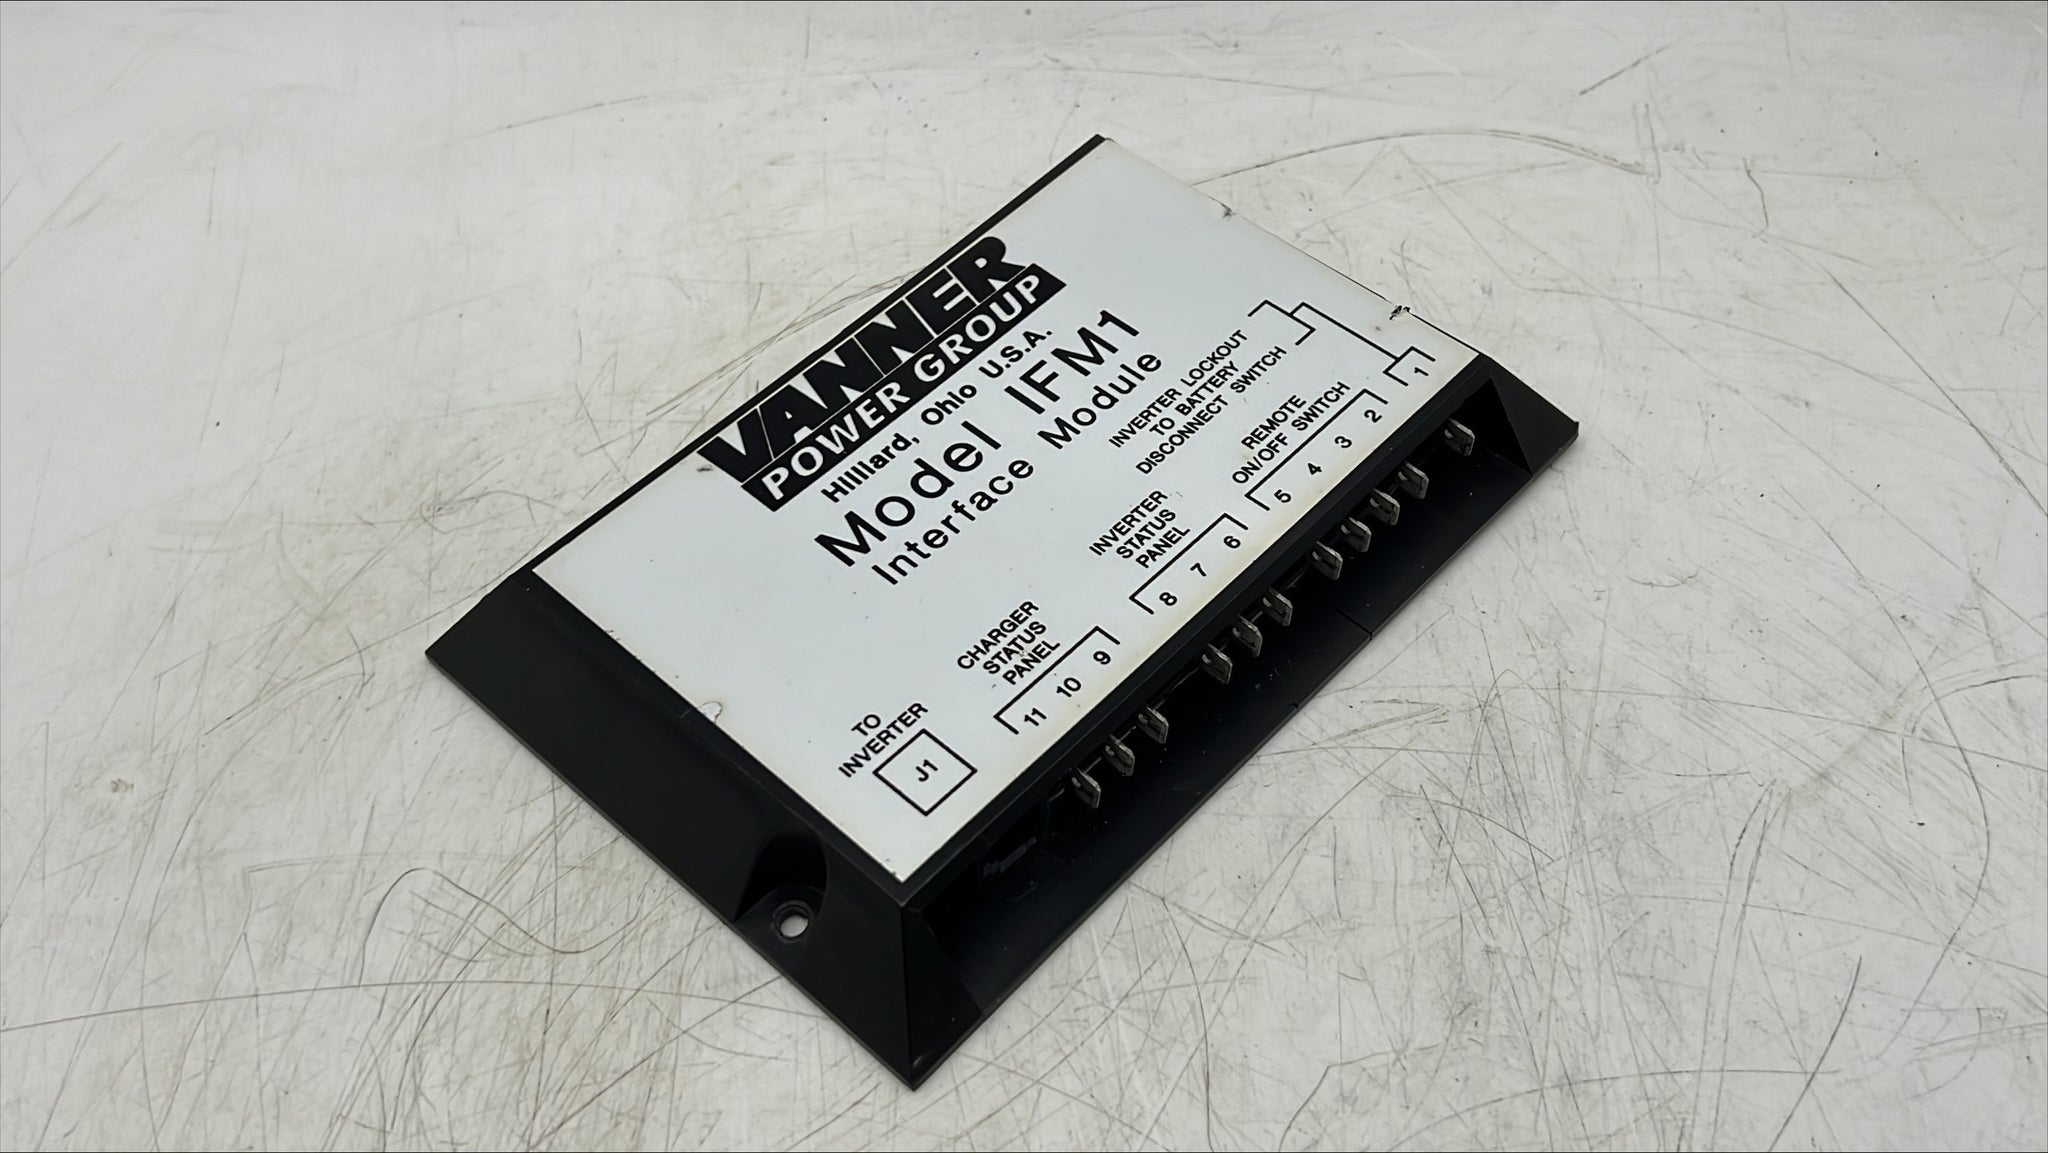 VANNER
POWER GROUP
Hilliard, Ohio U.S.A.
Model IFM1
Interface Module
TO
INVERTER
J1
CHARGER
STATUS
PANEL
11 10 9
INVERTER
STATUS
PANEL
8 7 6
REMOTE
ON/OFF SWITCH
5 4 3 2
INVERTER LOCKOUT
TO BATTERY
DISCONNECT SWITCH
1